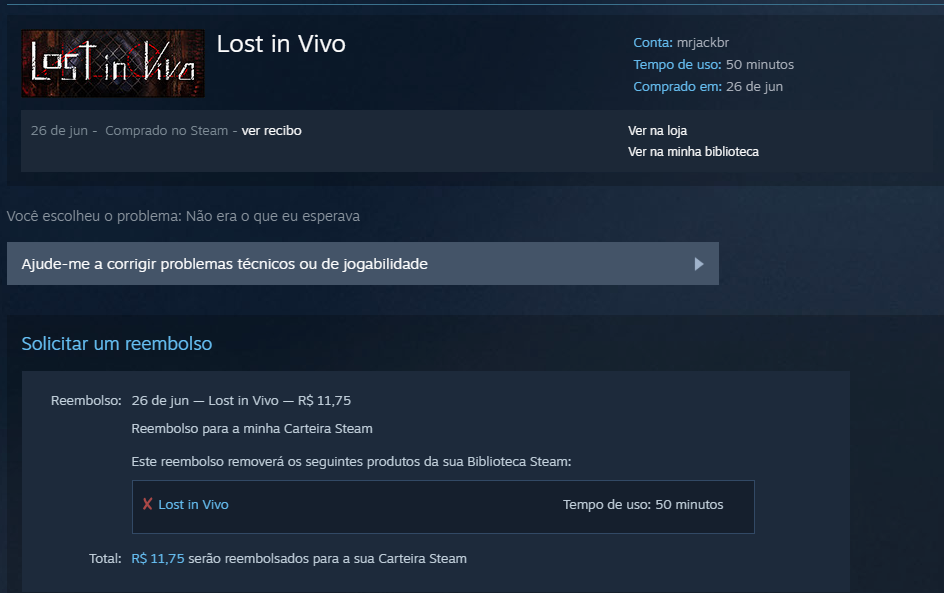 Lost in Vivo
Lost in Vivo
Conta: mrjackbr
Tempo de uso: 50 minutos
Comprado em: 26 de jun
26 de jun - Comprado no Steam - ver recibo
Ver na loja
Ver na minha biblioteca
Você escolheu o problema: Não era o que eu esperava
Ajude-me a corrigir problemas técnicos ou de jogabilidade
Solicitar um reembolso
Reembolso: 26 de jun — Lost in Vivo — R$ 11,75
Reembolso para a minha Carteira Steam
Este reembolso removerá os seguintes produtos da sua Biblioteca Steam:
X Lost in Vivo Tempo de uso: 50 minutos
Total: R$ 11,75 serão reembolsados para a sua Carteira Steam